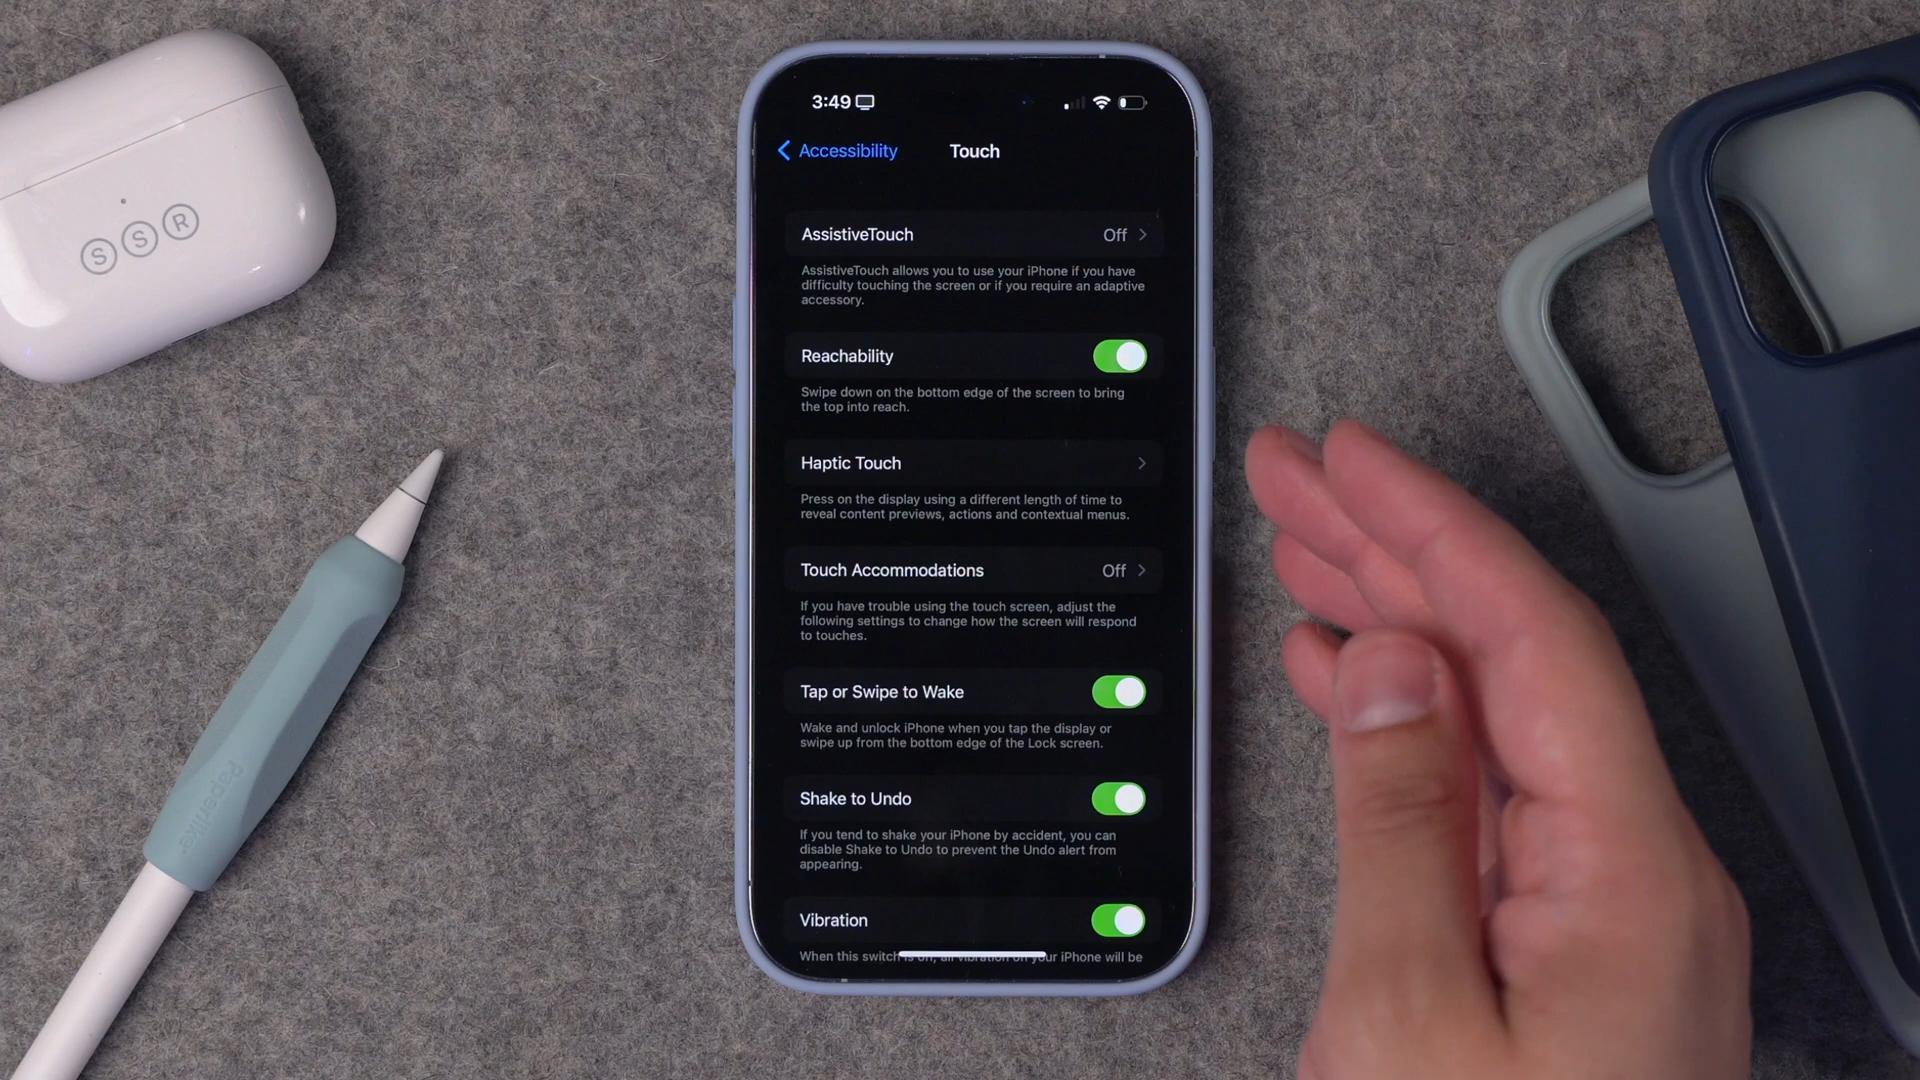 3:49
Accessibility
Touch
AssistiveTouch
Off
AssistiveTouch allows you to use your iPhone if you have
difficulty touching the screen or if you require an adaptive
accessory.
Reachability
Swipe down on the bottom edge of the screen to bring
the top into reach.
Haptic Touch
Press on the display using a different length of time to
reveal content previews, actions and contextual menus.
Touch Accommodations
Off
If you have trouble using the touch screen, adjust the
following settings to change how the screen will respond
to touches.
Tap or Swipe to Wake
Wake and unlock iPhone when you tap the display or
swipe up from the bottom edge of the Lock screen.
Shake to Undo
If you tend to shake your iPhone by accident, you can
disable Shake to Undo to prevent the Undo alert from
appearing.
Vibration
When this switch is on, all vibration on your iPhone will be
SSR
Paperlike